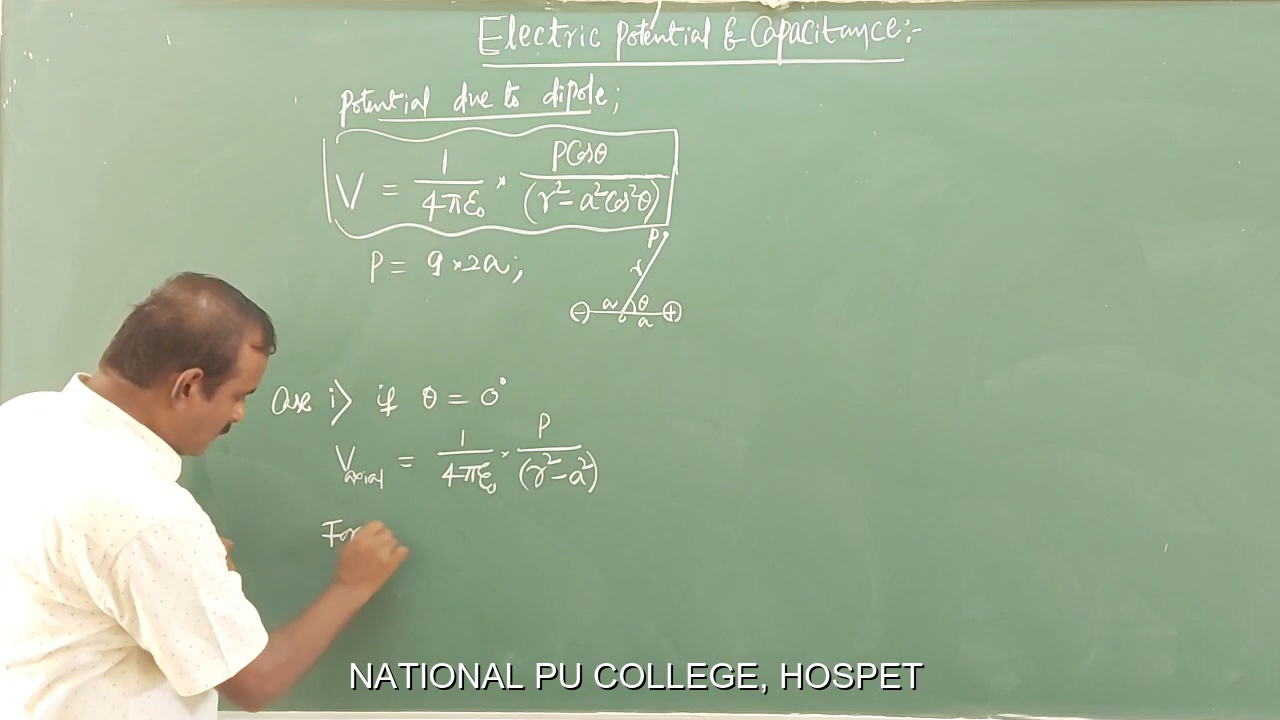 Electric Potential & Capacitance:-
Potential due to dipole;
V = 1/4πε₀ × PCosθ/(r² - a²Cos²θ)
P = q × 2a;
P
r
a θ
(-) o a (+)
Case i> if θ = 0°
V axial = 1/4πε₀ × P/(r² - a²)
For
NATIONAL PU COLLEGE, HOSPET